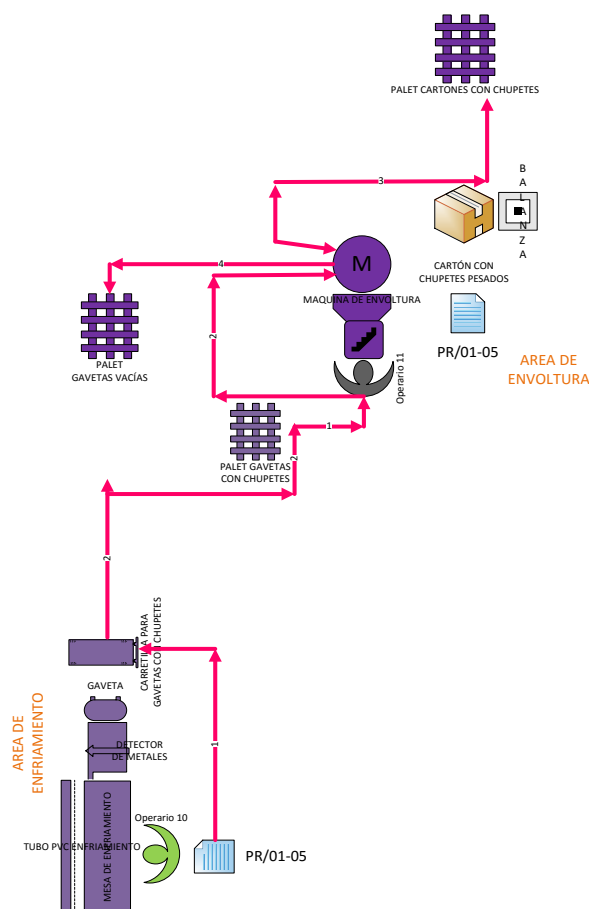 PALET CARTONES CON CHUPETES
3
BALANZA
4
M
CARTÓN CON
CHUPETES PESADOS
MAQUINA DE ENVOLTURA
2
PR/01-05
AREA DE
ENVOLTURA
PALET
GAVETAS VACÍAS
Operario 11
1
PALET GAVETAS
CON CHUPETES
2
2
CARRETILLA PARA
GAVETAS CON CHUPETES
GAVETA
1
AREA DE
ENFRIAMIENTO
DETECTOR
DE METALES
Operario 10
TUBO PVC ENFRIAMIENTO
MESA DE ENFRIAMIENTO
PR/01-05